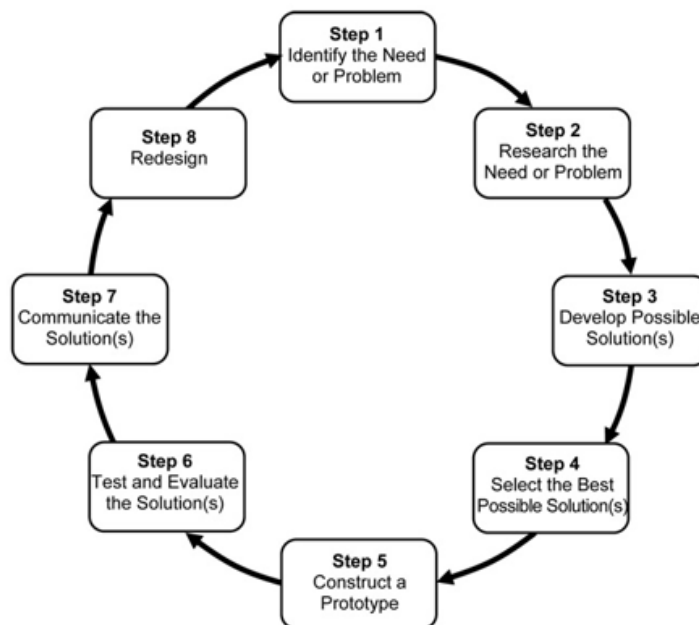 Step 1
Identify the Need
or Problem
Step 2
Research the
Need or Problem
Step 3
Develop Possible
Solution(s)
Step 4
Select the Best
Possible Solution(s)
Step 5
Construct a
Prototype
Step 6
Test and Evaluate
the Solution(s)
Step 7
Communicate the
Solution(s)
Step 8
Redesign